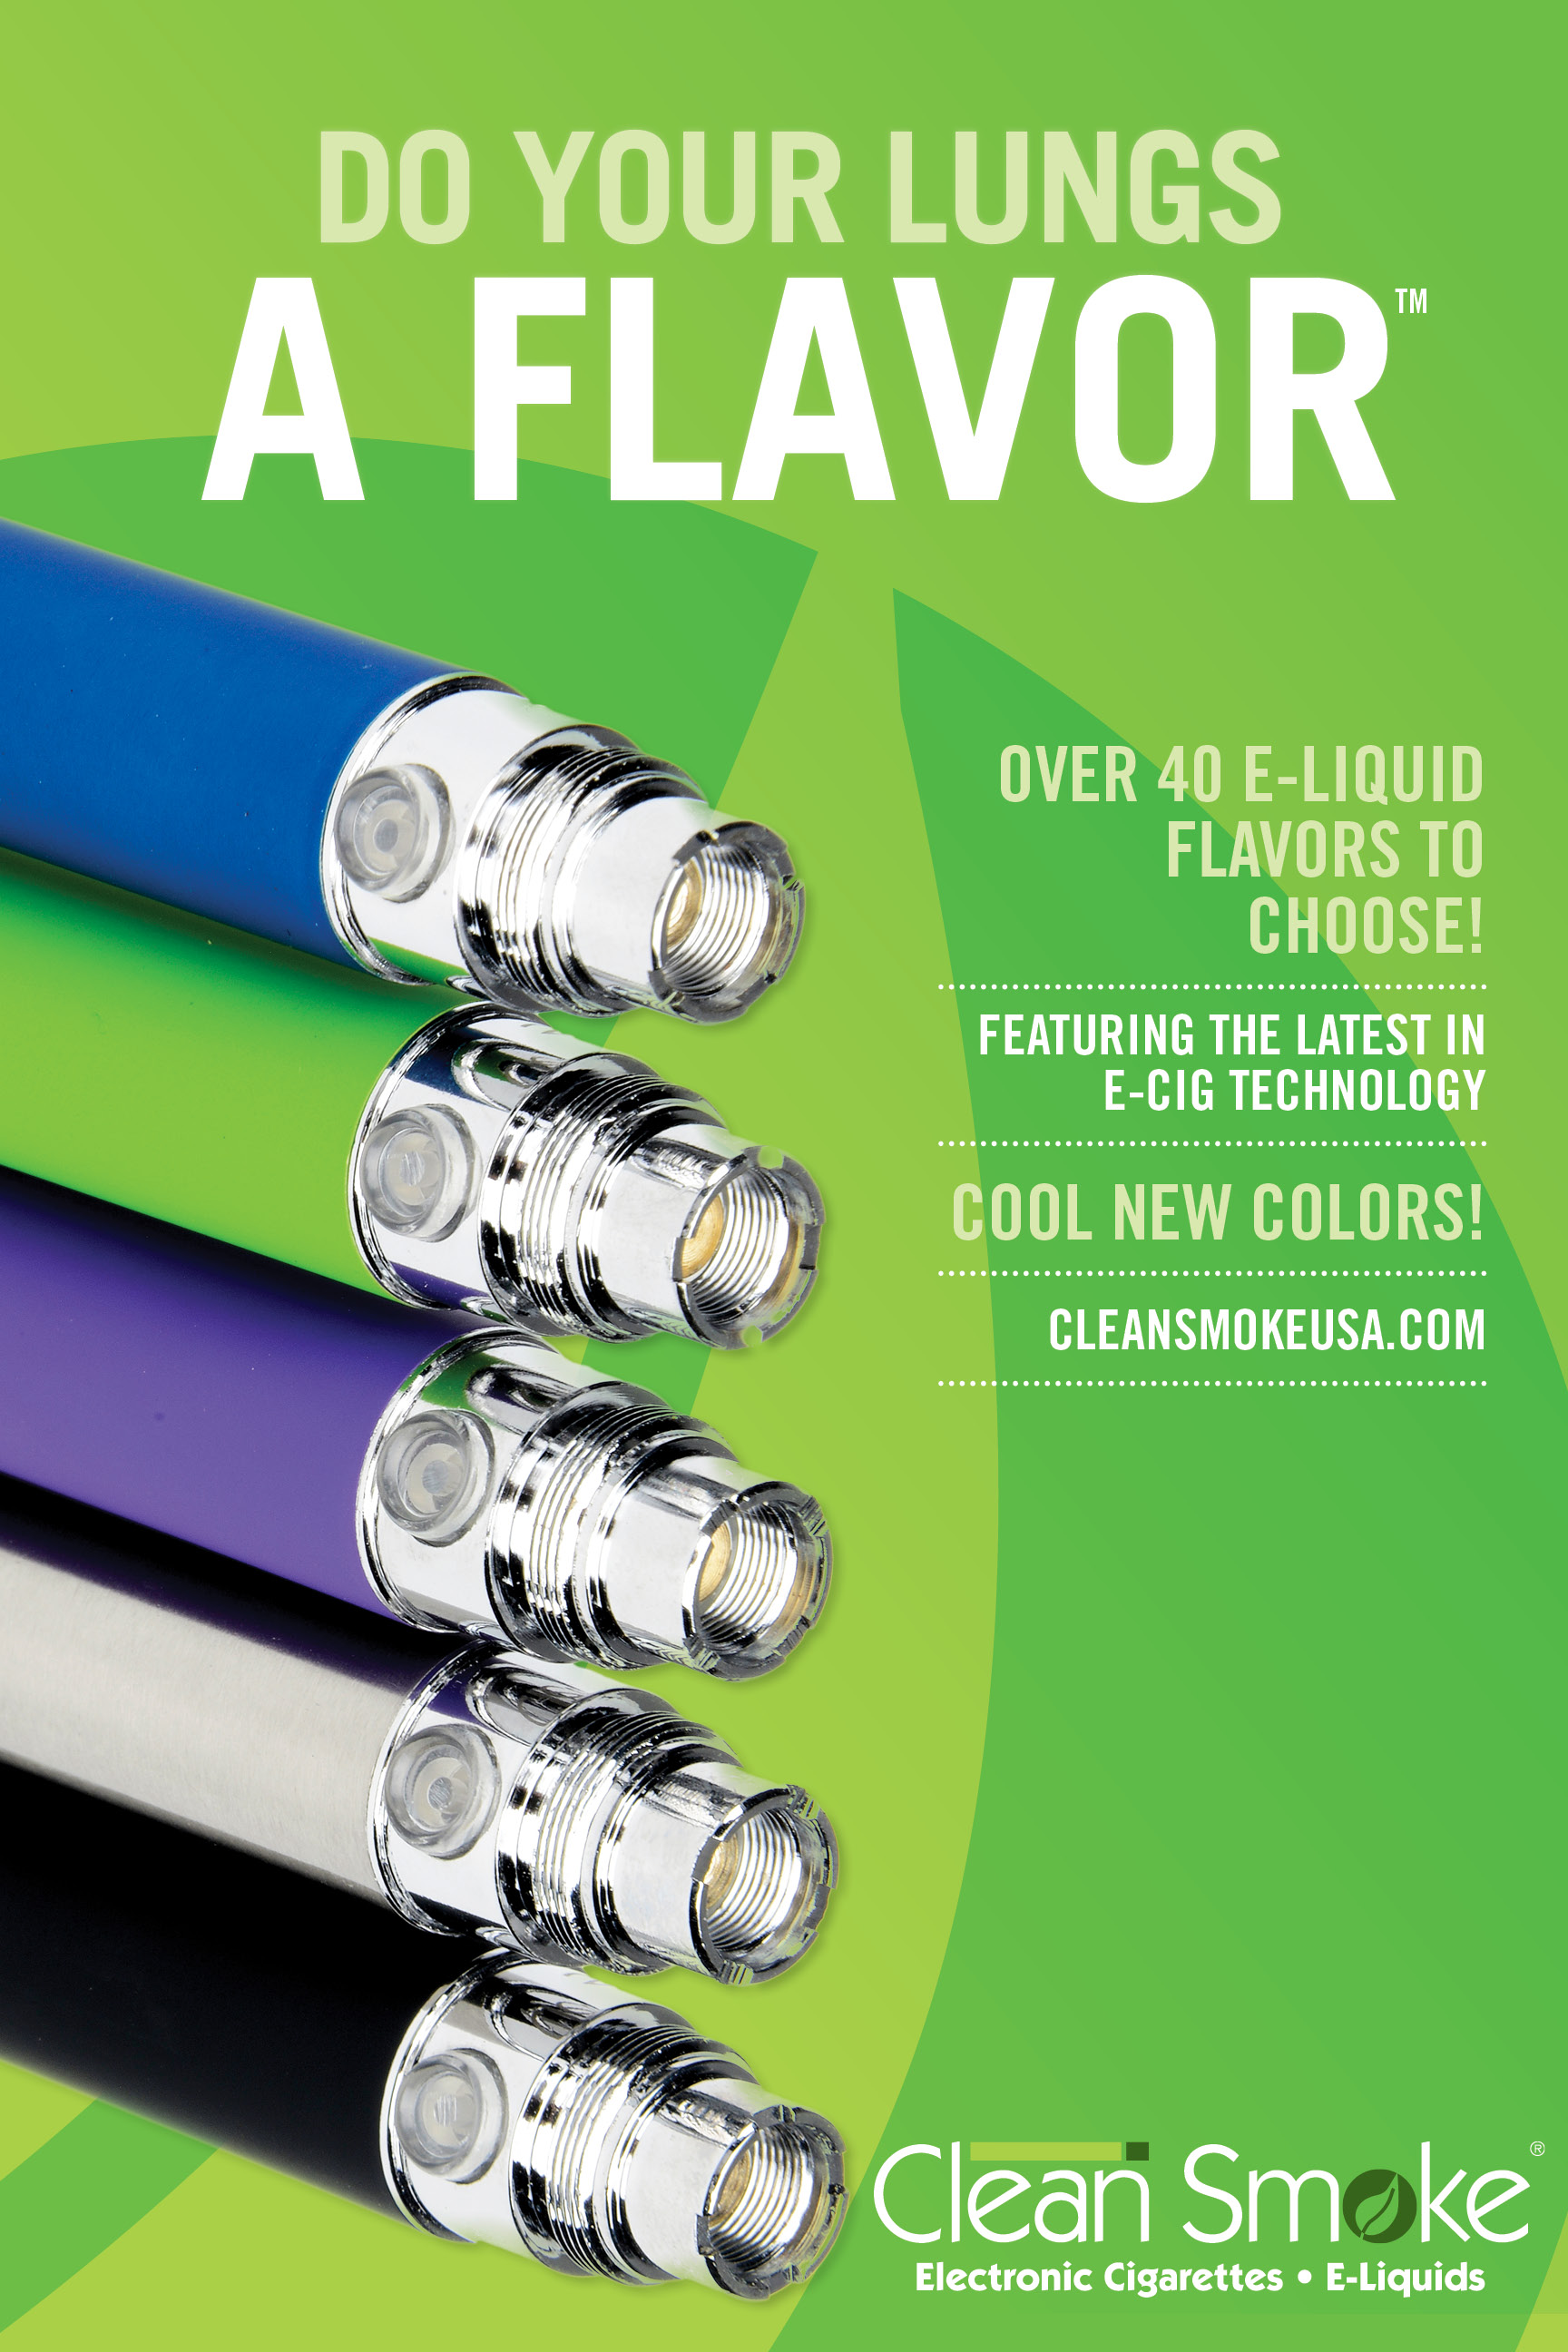 DO YOUR LUNGS
A FLAVOR™
OVER 40 E-LIQUID
FLAVORS TO
CHOOSE!
FEATURING THE LATEST IN
E-CIG TECHNOLOGY
COOL NEW COLORS!
CLEANSMOKEUSA.COM
Clean Smoke®
Electronic Cigarettes • E-Liquids